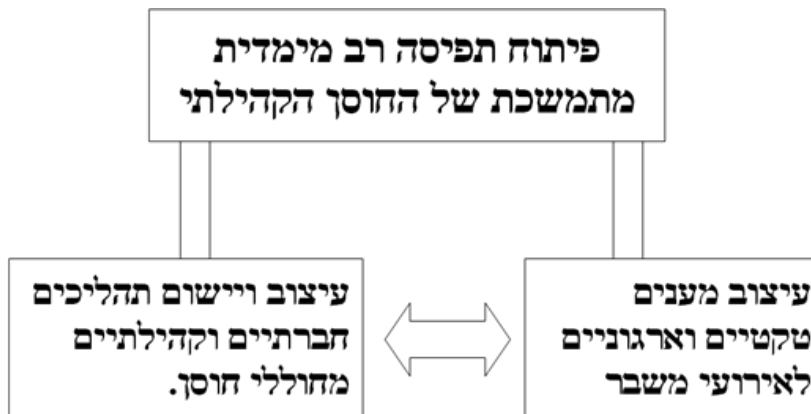 פיתוח תפיסה רב מימדית
מתמשכת של החוסן הקהילתי
עיצוב מענים
טקטיים וארגוניים
לאירועי משבר
עיצוב ויישום תהליכים
חברתיים וקהילתיים
מחוללי חוסן.